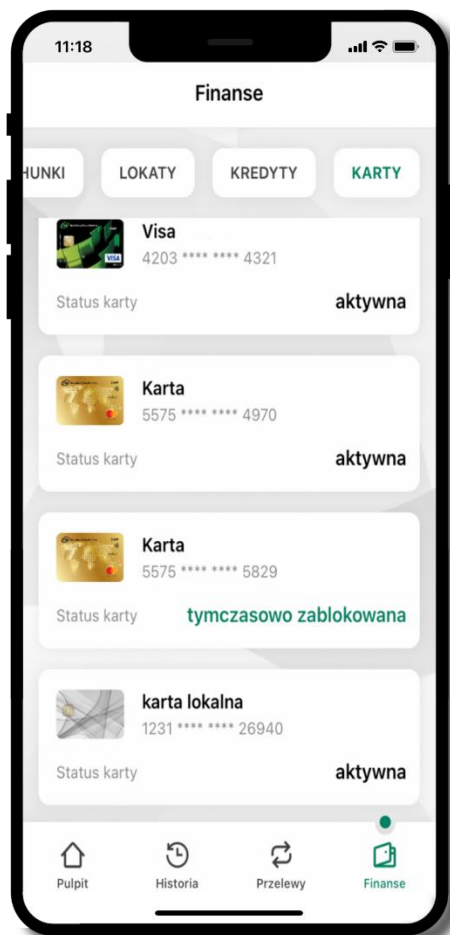 11:18
Finanse
HUNKI LOKATY KREDYTY KARTY
Visa
4203 **** **** 4321
VISA
Status karty aktywna
Karta
5575 **** **** 4970
Status karty aktywna
Karta
5575 **** **** 5829
Status karty tymczasowo zablokowana
karta lokalna
1231 **** **** 26940
Status karty aktywna
Pulpit Historia Przelewy Finanse